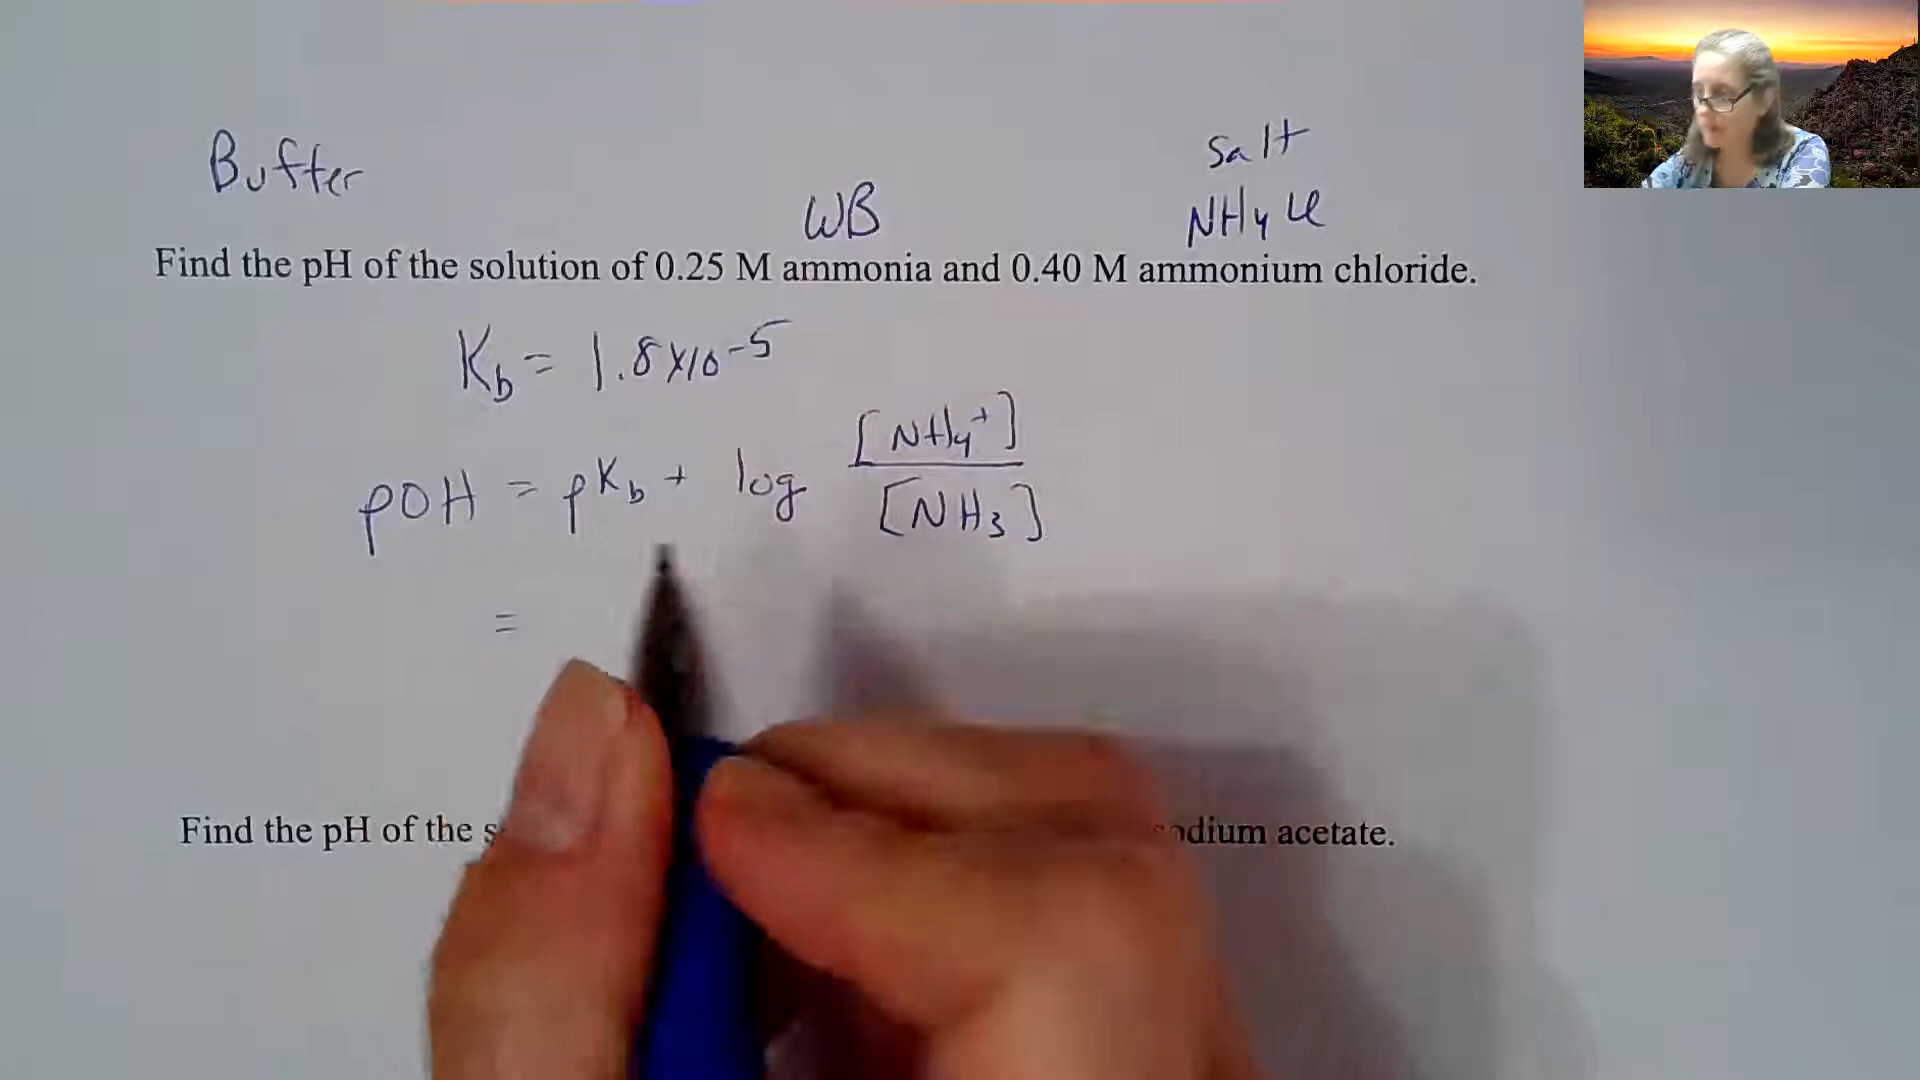 Buffer
Salt
WB
NH4Cl
Find the pH of the solution of 0.25 M ammonia and 0.40 M ammonium chloride.
Kb = 1.8x10-5
pOH = pKb + log [NH4+] / [NH3]
=
Find the pH of the sodium acetate.